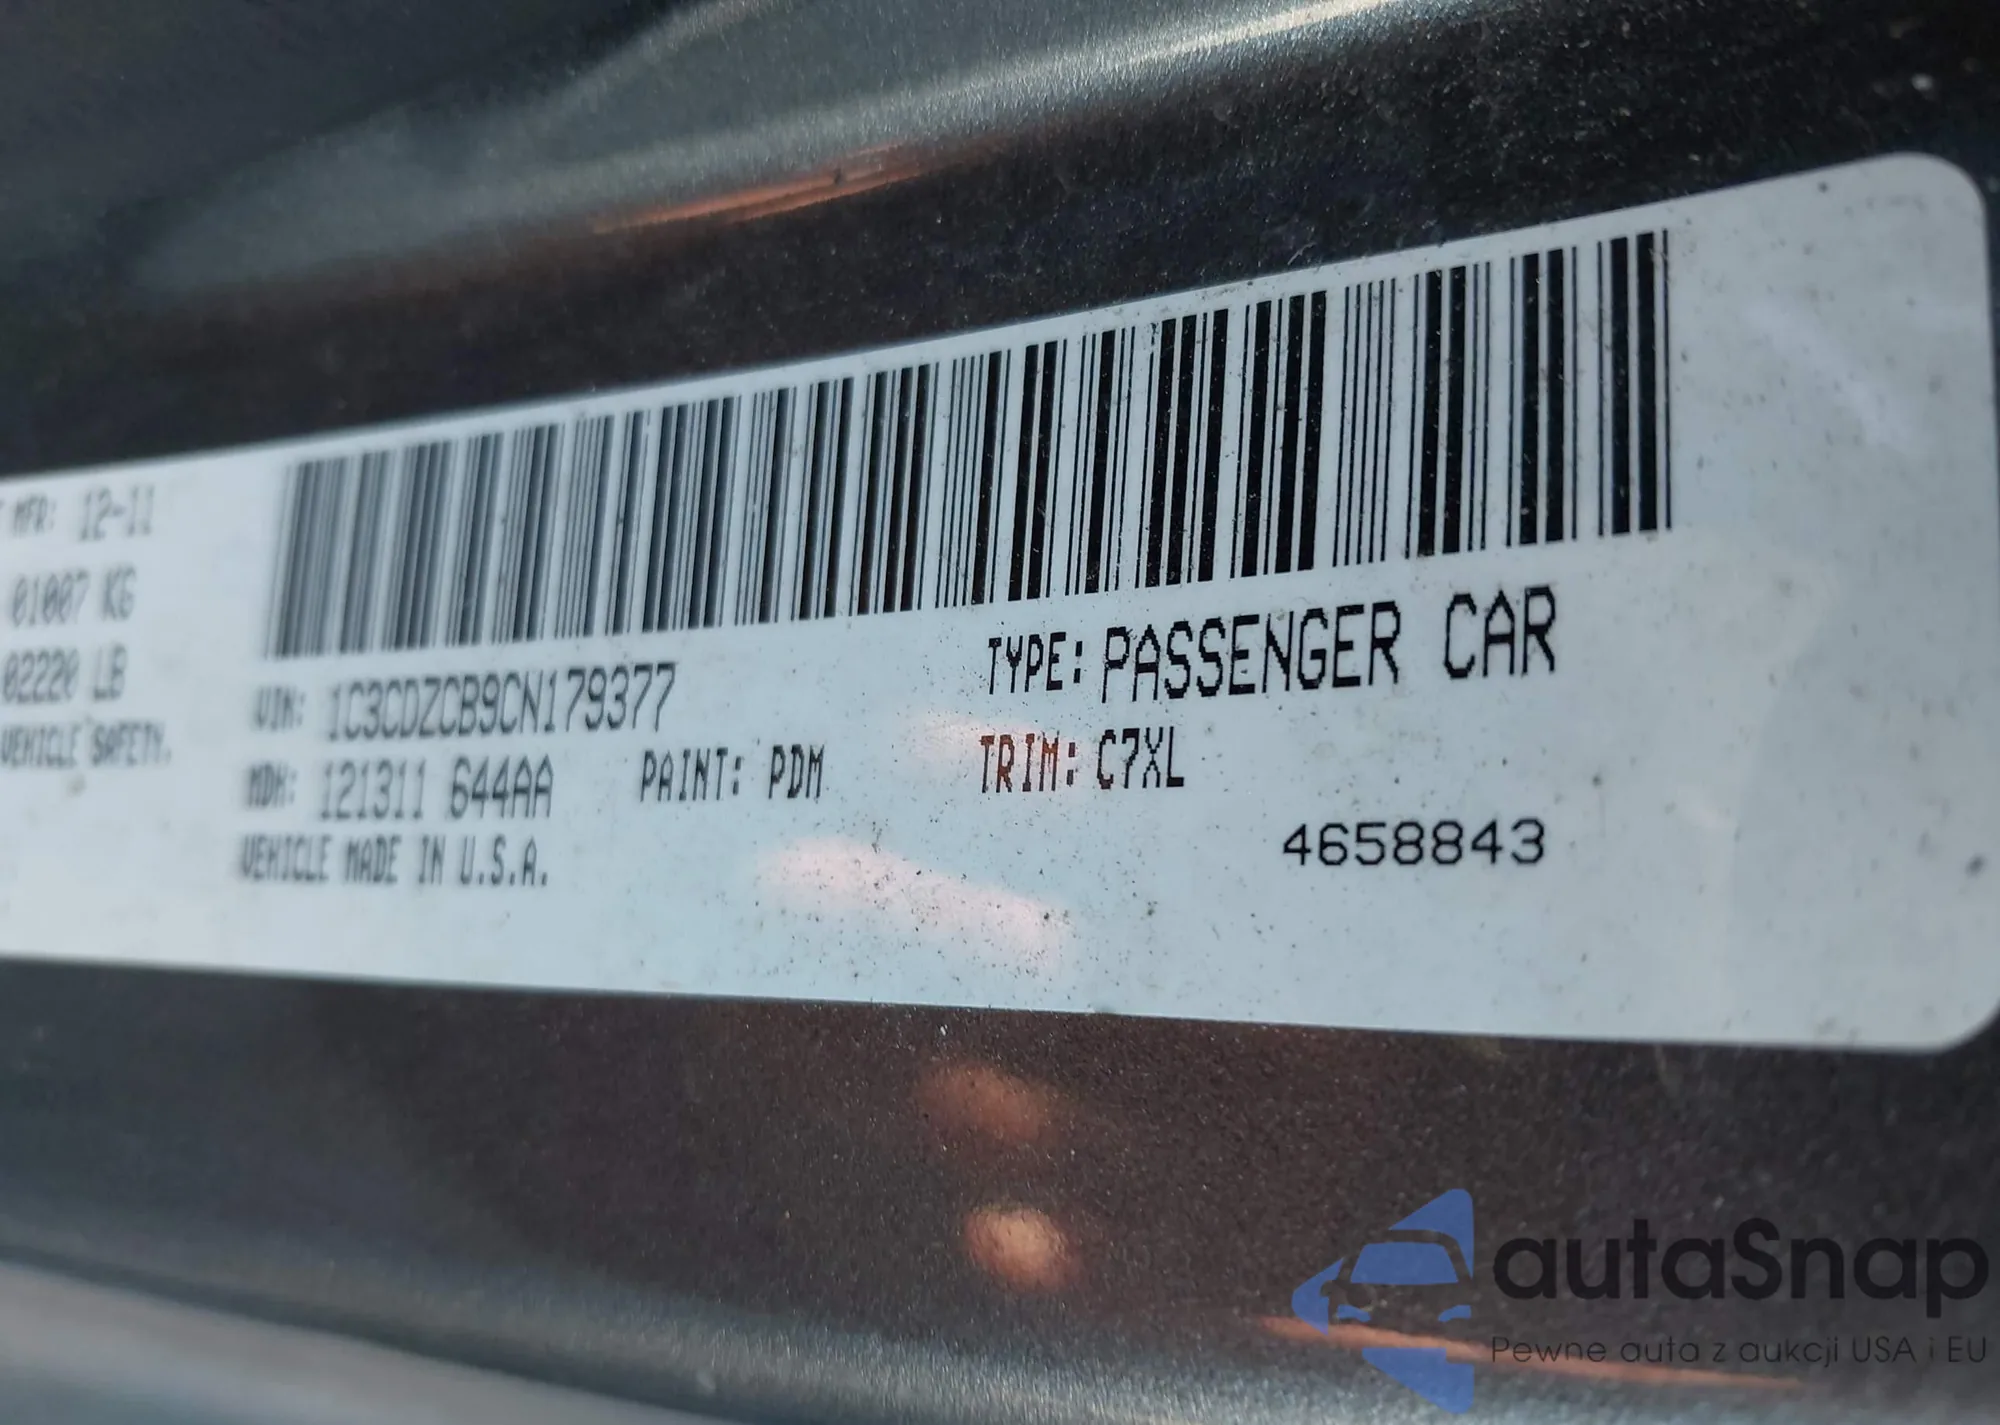 T MFR: 12-11
01007 KG
02220 LB
VEHICLE SAFETY.
VIN: 1C3CDZCB9CN179377
TYPE: PASSENGER CAR
MDH: 121311 644AA
PAINT: PDM
TRIM: C7XL
VEHICLE MADE IN U.S.A.
4658843
autaSnap
Pewne auta z aukcji USA i EU